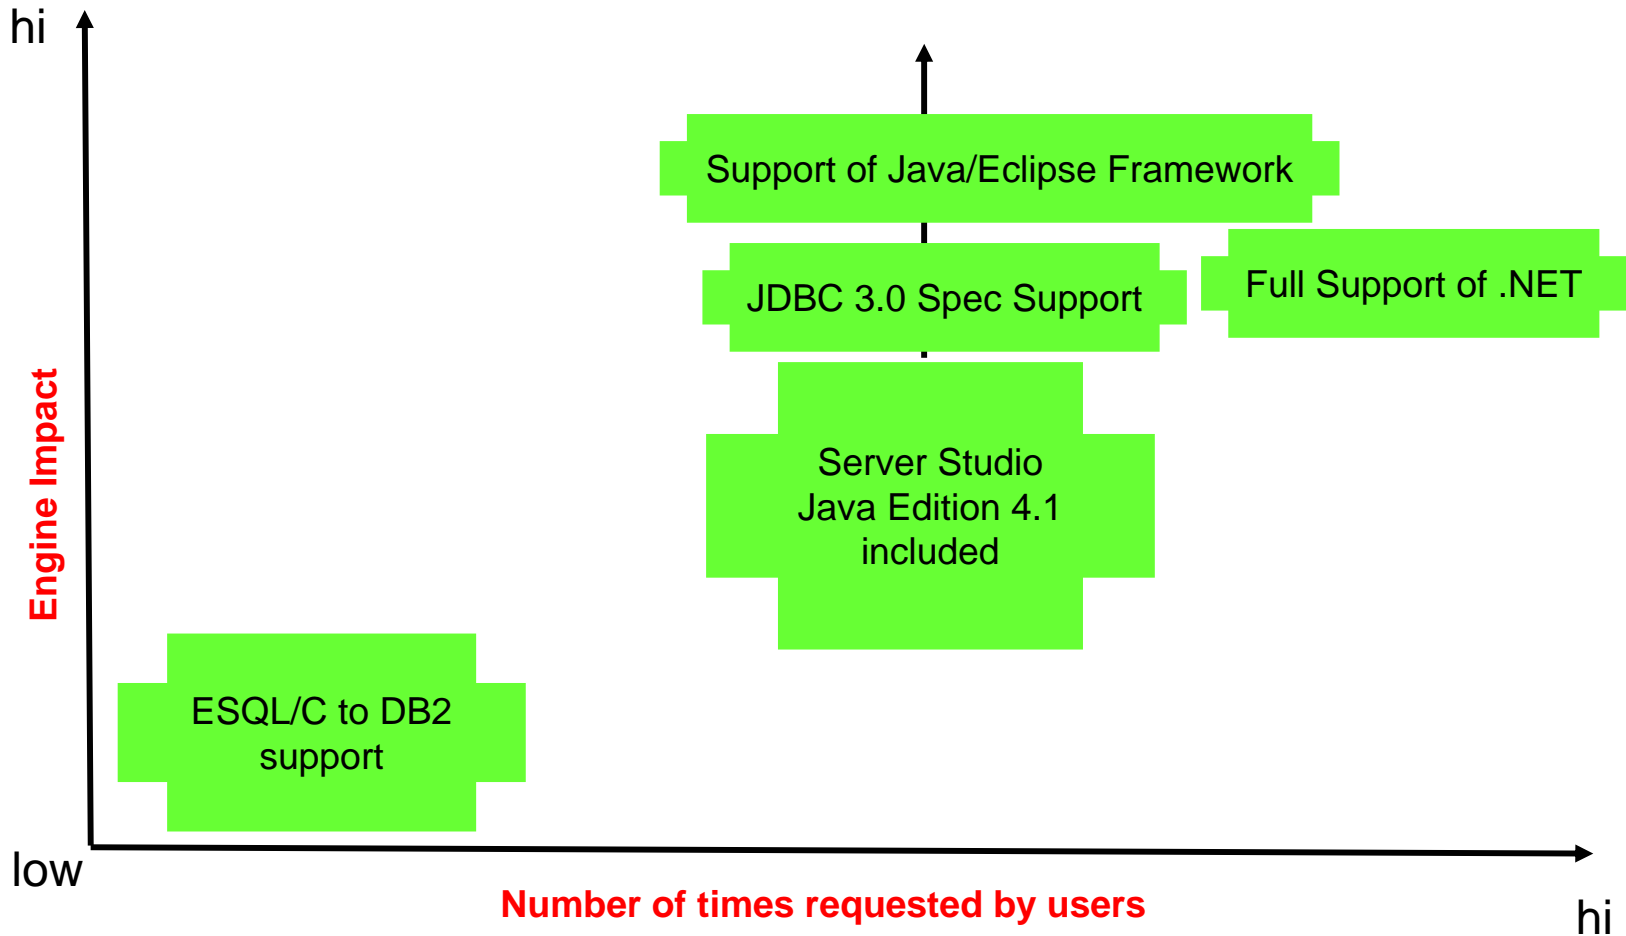 hi
Support of Java/Eclipse Framework
JDBC 3.0 Spec Support
Full Support of .NET
Server Studio
Java Edition 4.1
included
Engine Impact
ESQL/C to DB2
support
low
Number of times requested by users
hi